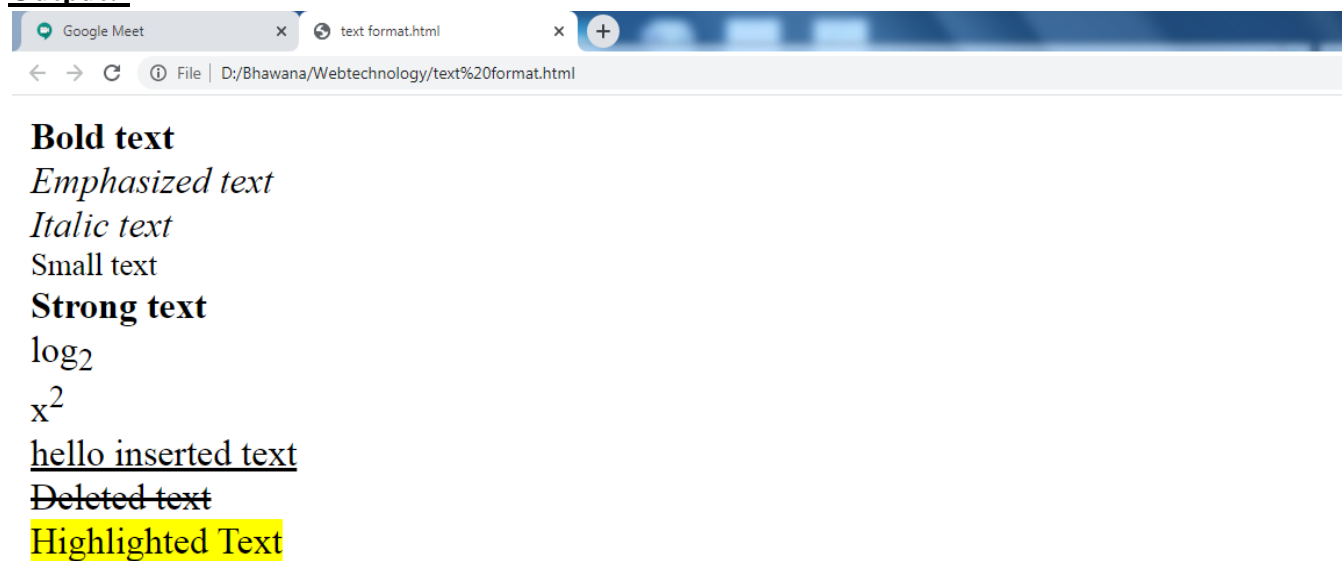 Output:
Google Meet
text format.html
File | D:/Bhawana/Webtechnology/text%20format.html
Bold text
Emphasized text
Italic text
Small text
Strong text
log₂
x²
hello inserted text
Deleted text
Highlighted Text